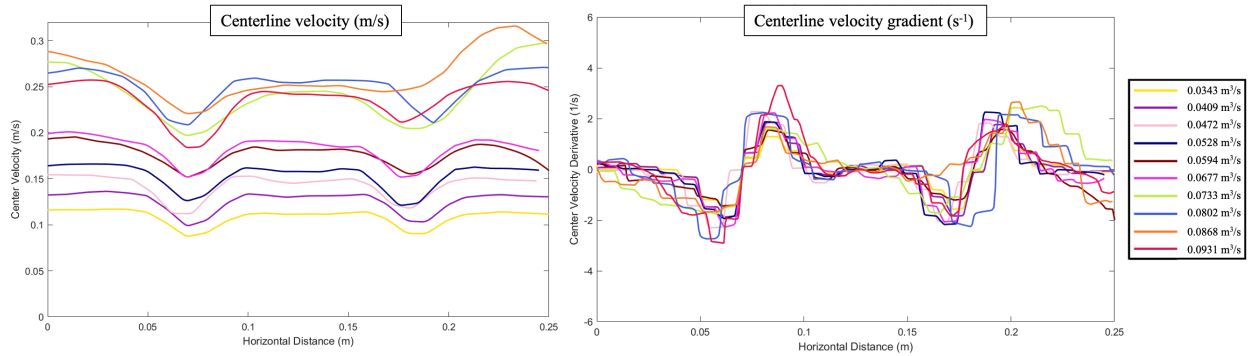 Centerline velocity (m/s)
0.3
0.25
0.2
0.15
0.1
0.05
0
Center Velocity (m/s)
0
0.05
0.1
0.15
0.2
0.25
Horizontal Distance (m)
Centerline velocity gradient (s⁻¹)
6
4
2
0
-2
-4
-6
Center Velocity Derivative (1/s)
0
0.05
0.1
0.15
0.2
0.25
Horizontal Distance (m)
0.0343 m³/s
0.0409 m³/s
0.0472 m³/s
0.0528 m³/s
0.0594 m³/s
0.0677 m³/s
0.0733 m³/s
0.0802 m³/s
0.0868 m³/s
0.0931 m³/s